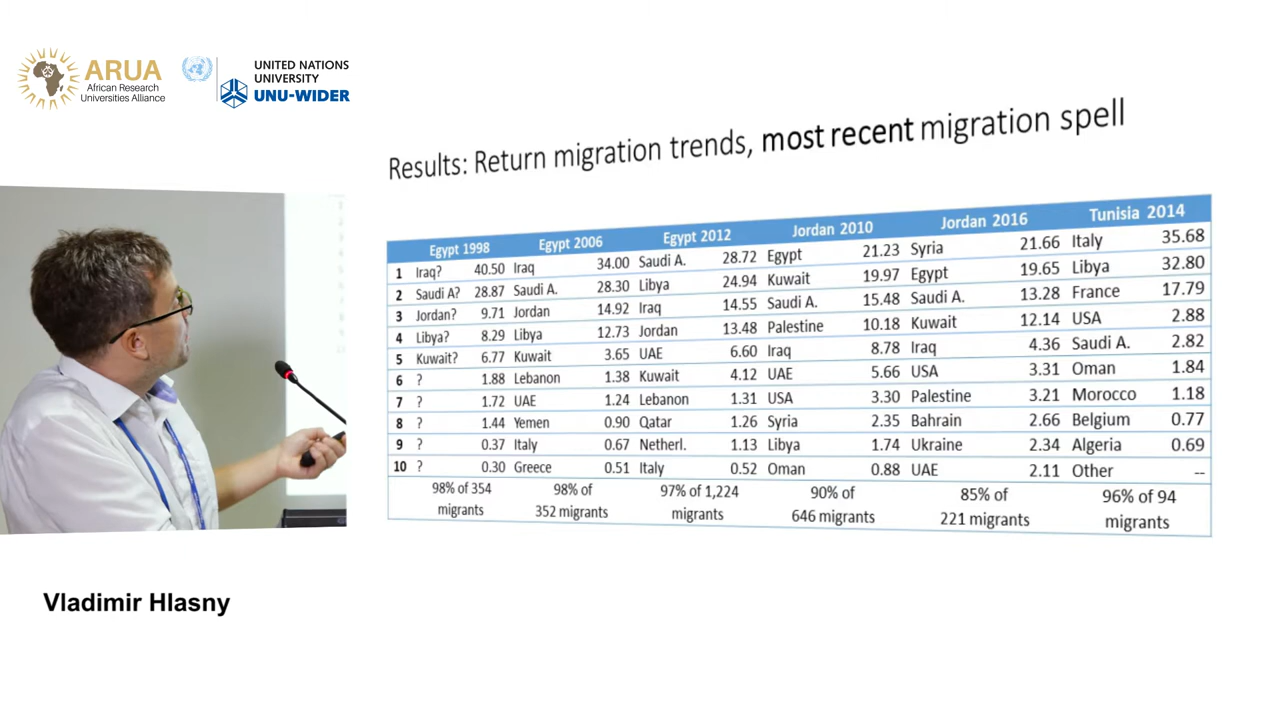 ARUA
African Research
Universities Alliance
UNITED NATIONS
UNIVERSITY
UNU-WIDER
Results: Return migration trends, most recent migration spell
Egypt 1998 Egypt 2006 Egypt 2012 Jordan 2010 Jordan 2016 Tunisia 2014
1 Iraq? 40.50 Iraq 34.00 Saudi A. 28.72 Egypt 21.23 Syria 21.66 Italy 35.68
2 Saudi A? 28.87 Saudi A. 28.30 Libya 24.94 Kuwait 19.97 Egypt 19.65 Libya 32.80
3 Jordan? 9.71 Jordan 14.92 Iraq 14.55 Saudi A. 15.48 Saudi A. 13.28 France 17.79
4 Libya? 8.29 Libya 12.73 Jordan 13.48 Palestine 10.18 Kuwait 12.14 USA 2.88
5 Kuwait? 6.77 Kuwait 3.65 UAE 6.60 Iraq 8.78 Iraq 4.36 Saudi A. 2.82
6 ? 1.88 Lebanon 1.38 Kuwait 4.12 UAE 5.66 USA 3.31 Oman 1.84
7 ? 1.72 UAE 1.24 Lebanon 1.31 USA 3.30 Palestine 3.21 Morocco 1.18
8 ? 1.44 Yemen 0.90 Qatar 1.26 Syria 2.35 Bahrain 2.66 Belgium 0.77
9 ? 0.37 Italy 0.67 Netherl. 1.13 Libya 1.74 Ukraine 2.34 Algeria 0.69
10 ? 0.30 Greece 0.51 Italy 0.52 Oman 0.88 UAE 2.11 Other --
98% of 354 98% of 97% of 1,224 90% of 85% of 96% of 94
migrants 352 migrants migrants 646 migrants 221 migrants migrants
Vladimir Hlasny